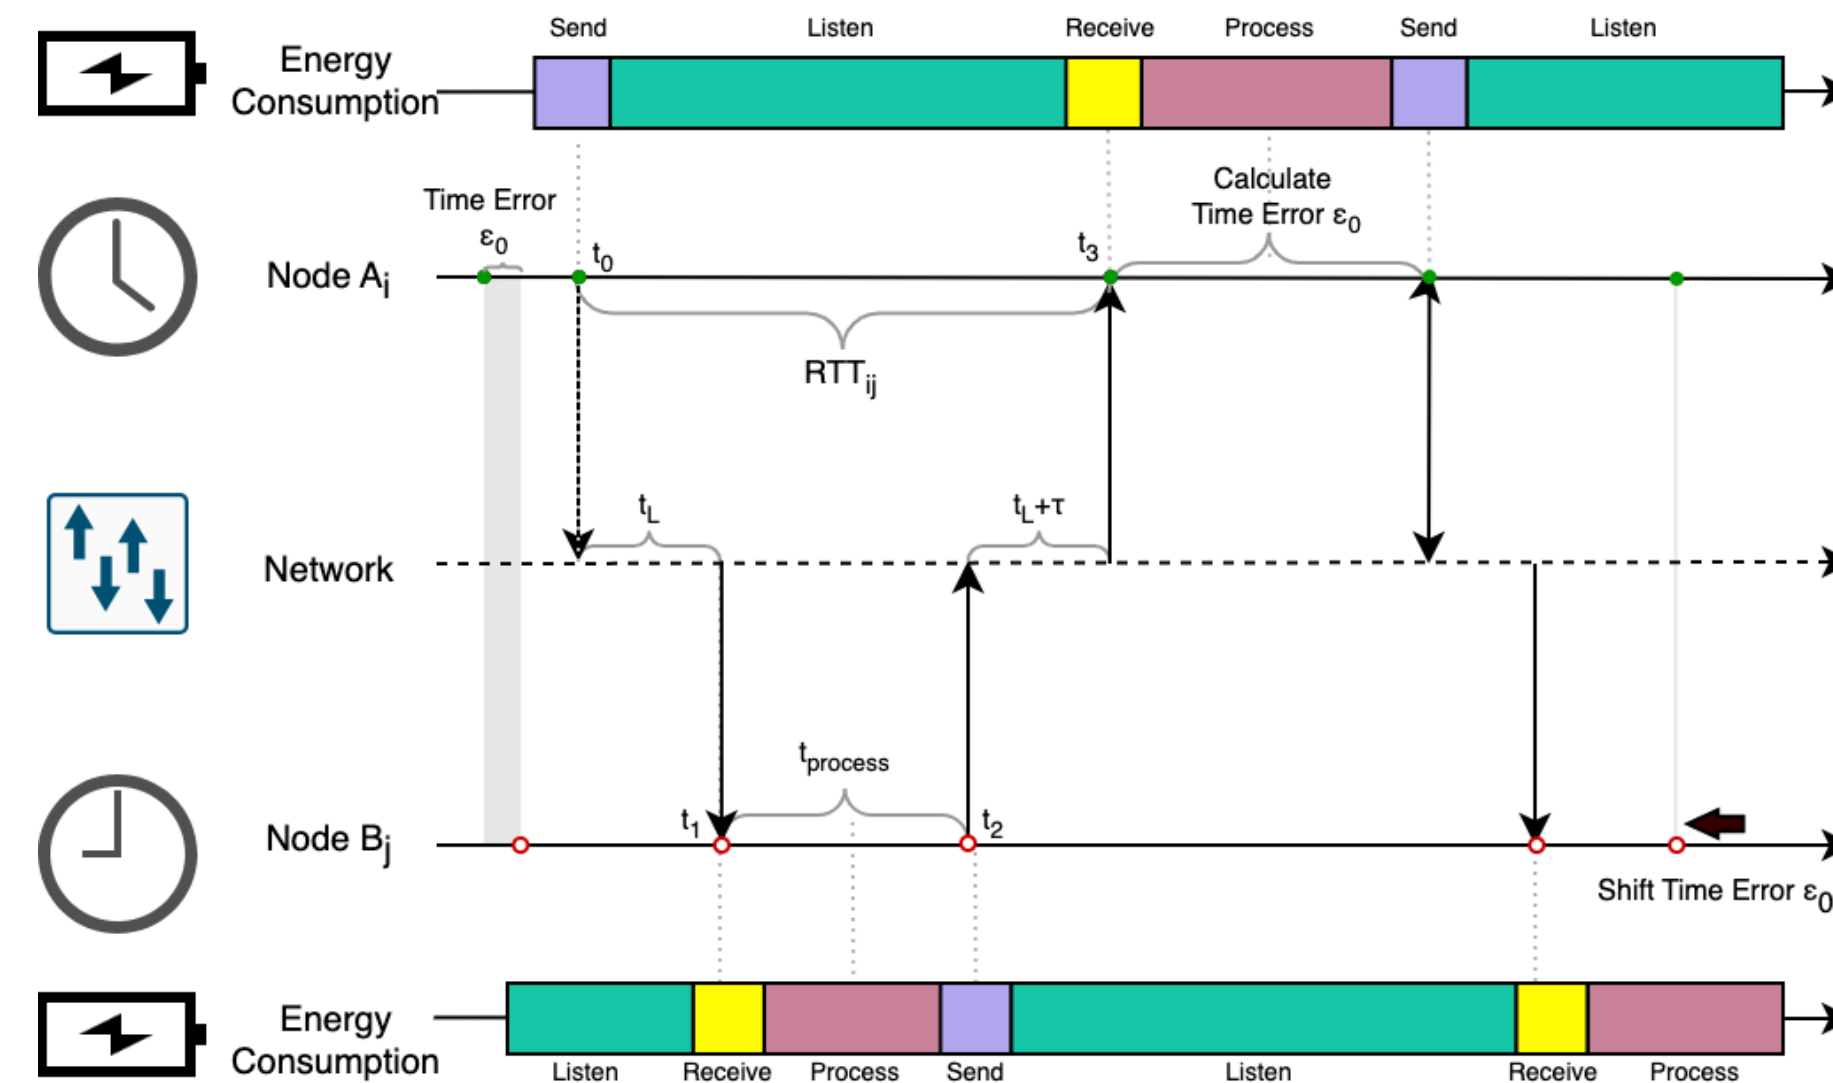 Send Listen Receive Process Send Listen
Energy
Consumption
Calculate
Time Error ε0
Time Error
ε0
t0
t3
Node Ai
RTTij
tL
tL+τ
Network
tprocess
t1
t2
Node Bj
Shift Time Error ε0
Energy
Consumption
Listen Receive Process Send Listen Receive Process